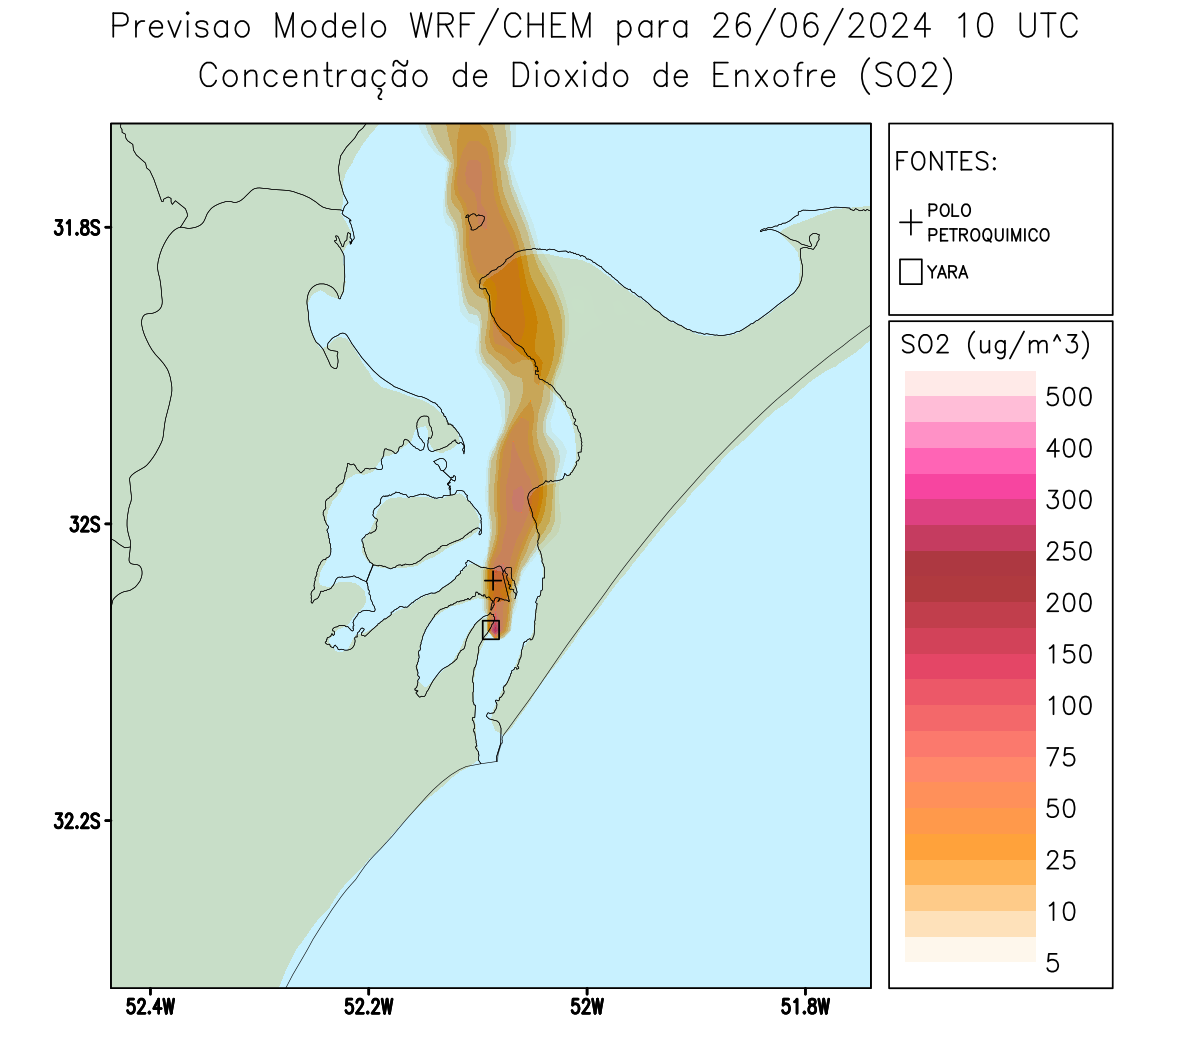 Previsao Modelo WRF/CHEM para 26/06/2024 10 UTC
Concentração de Dioxido de Enxofre (SO2)
FONTES:
POLO
PETROQUIMICO
YARA
SO2 (ug/m^3)
500
400
300
250
200
150
100
75
50
25
10
5
31.8S
32S
32.2S
52.4W
52.2W
52W
51.8W